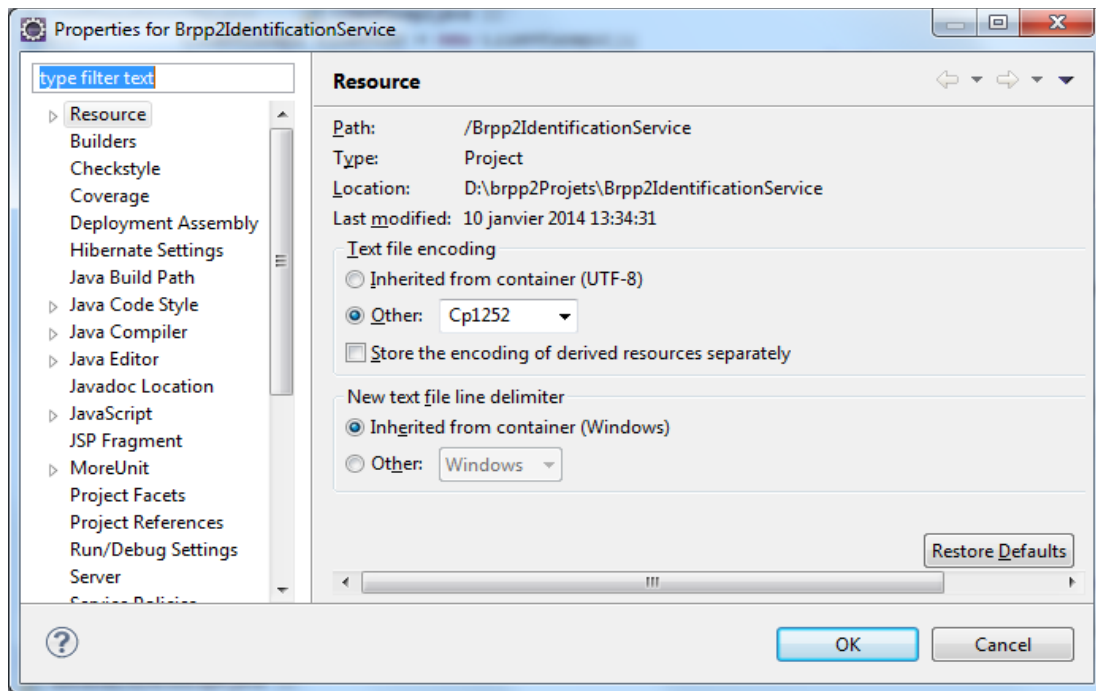 Properties for Brpp2IdentificationService
type filter text
Resource
Builders
Checkstyle
Coverage
Deployment Assembly
Hibernate Settings
Java Build Path
Java Code Style
Java Compiler
Java Editor
Javadoc Location
JavaScript
JSP Fragment
MoreUnit
Project Facets
Project References
Run/Debug Settings
Server
Resource
Path: /Brpp2IdentificationService
Type: Project
Location: D:\brpp2Projets\Brpp2IdentificationService
Last modified: 10 janvier 2014 13:34:31
Text file encoding
Inherited from container (UTF-8)
Other: Cp1252
Store the encoding of derived resources separately
New text file line delimiter
Inherited from container (Windows)
Other: Windows
Restore Defaults
OK Cancel